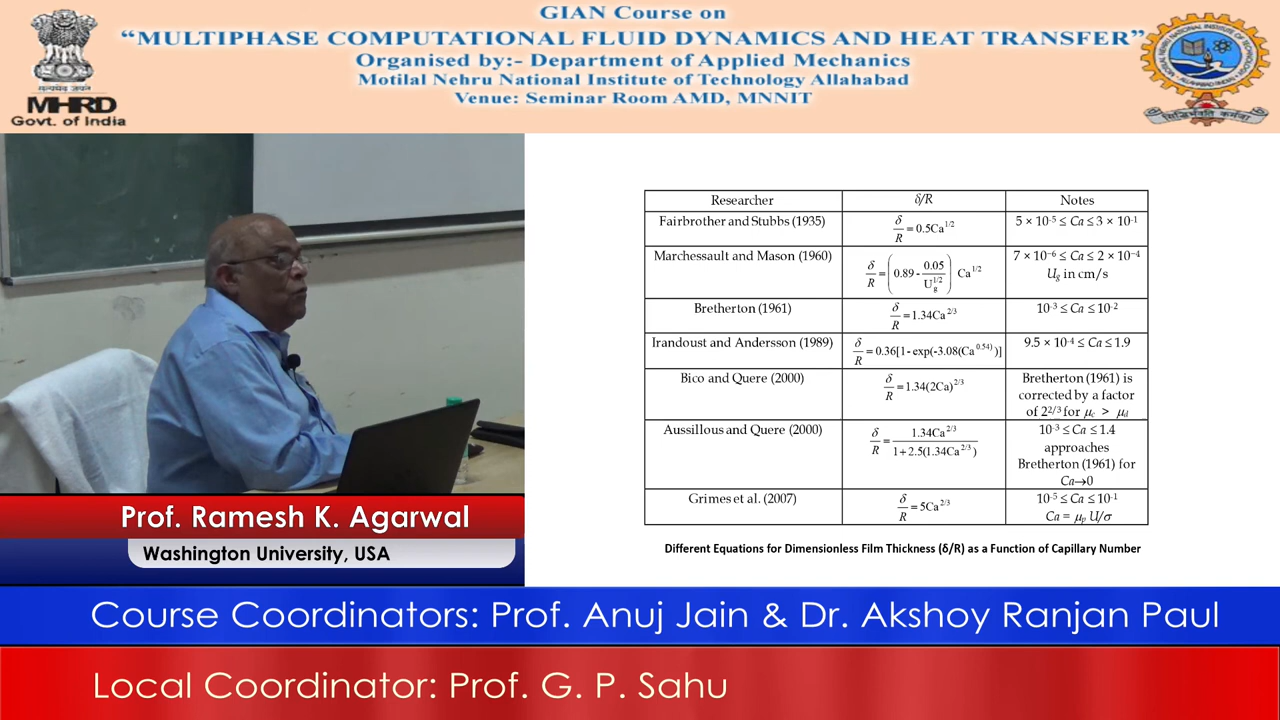 GIAN Course on
“MULTIPHASE COMPUTATIONAL FLUID DYNAMICS AND HEAT TRANSFER”
Organised by:- Department of Applied Mechanics
Motilal Nehru National Institute of Technology Allahabad
Venue: Seminar Room AMD, MNNIT
सत्यमेव जयते
MHRD
Govt. of India
Researcher δ/R Notes
Fairbrother and Stubbs (1935) δ/R = 0.5Ca^1/2 5 × 10^-5 ≤ Ca ≤ 3 × 10^-1
Marchessault and Mason (1960) δ/R = (0.89 - 0.05/U_g^1/2) Ca^1/2 7 × 10^-6 ≤ Ca ≤ 2 × 10^-4
U_g in cm/s
Bretherton (1961) δ/R = 1.34Ca^2/3 10^-3 ≤ Ca ≤ 10^-2
Irandoust and Andersson (1989) δ/R = 0.36[1 - exp(-3.08(Ca^0.54)] 9.5 × 10^-4 ≤ Ca ≤ 1.9
Bico and Quere (2000) δ/R = 1.34(2Ca)^2/3 Bretherton (1961) is
corrected by a factor
of 2^2/3 for μ_c > μ_d
Aussillous and Quere (2000) δ/R = 1.34Ca^2/3 / 1 + 2.5(1.34Ca^2/3) 10^-3 ≤ Ca ≤ 1.4
approaches
Bretherton (1961) for
Ca→0
Grimes et al. (2007) δ/R = 5Ca^2/3 10^-5 ≤ Ca ≤ 10^-1
Ca = μ_p U/σ
Different Equations for Dimensionless Film Thickness (δ/R) as a Function of Capillary Number
Prof. Ramesh K. Agarwal
Washington University, USA
Course Coordinators: Prof. Anuj Jain & Dr. Akshoy Ranjan Paul
Local Coordinator: Prof. G. P. Sahu